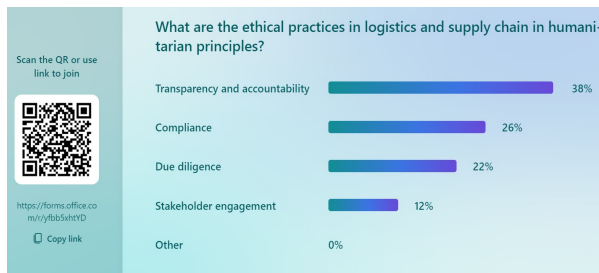 What are the ethical practices in logistics and supply chain in humani-
tarian principles?
Scan the QR or use
link to join
https://forms.office.co
m/r/yfbb5xhtYD
Copy link
Transparency and accountability 38%
Compliance 26%
Due diligence 22%
Stakeholder engagement 12%
Other 0%